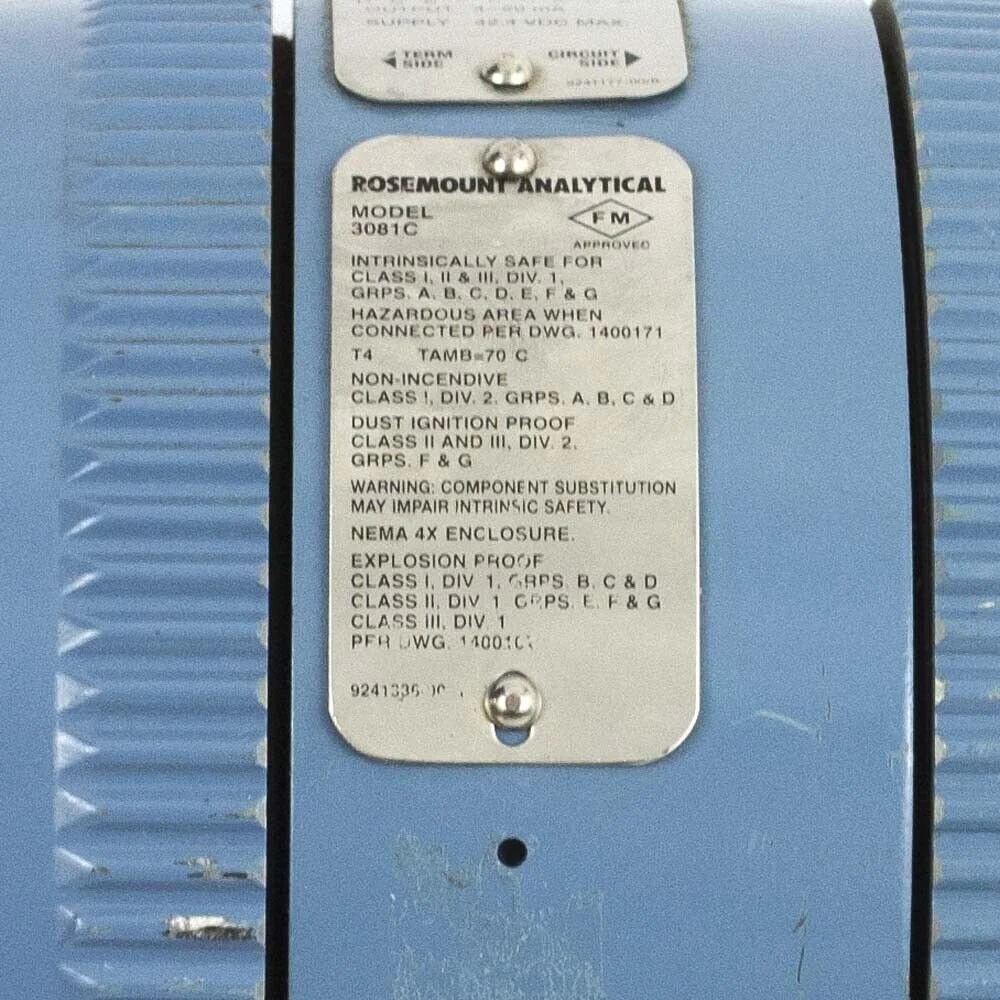 OUTPUT 4-20 mA
SUPPLY 42.4 VDC MAX.
◄ TERM SIDE
CIRCUIT SIDE ►
ROSEMOUNT ANALYTICAL
MODEL
3081C
FM
APPROVED
INTRINSICALLY SAFE FOR
CLASS I, II & III, DIV. 1,
GRPS. A, B, C, D, E, F & G
HAZARDOUS AREA WHEN
CONNECTED PER DWG. 1400171
T4 TAMB=70 C
NON-INCENDIVE
CLASS I, DIV. 2, GRPS. A, B, C & D
DUST IGNITION PROOF
CLASS II AND III, DIV. 2,
GRPS. F & G
WARNING: COMPONENT SUBSTITUTION
MAY IMPAIR INTRINSIC SAFETY.
NEMA 4X ENCLOSURE.
EXPLOSION PROOF
CLASS I, DIV 1, GRPS. B, C & D
CLASS II, DIV 1 GRPS. E, F & G
CLASS III, DIV. 1
PER DWG.